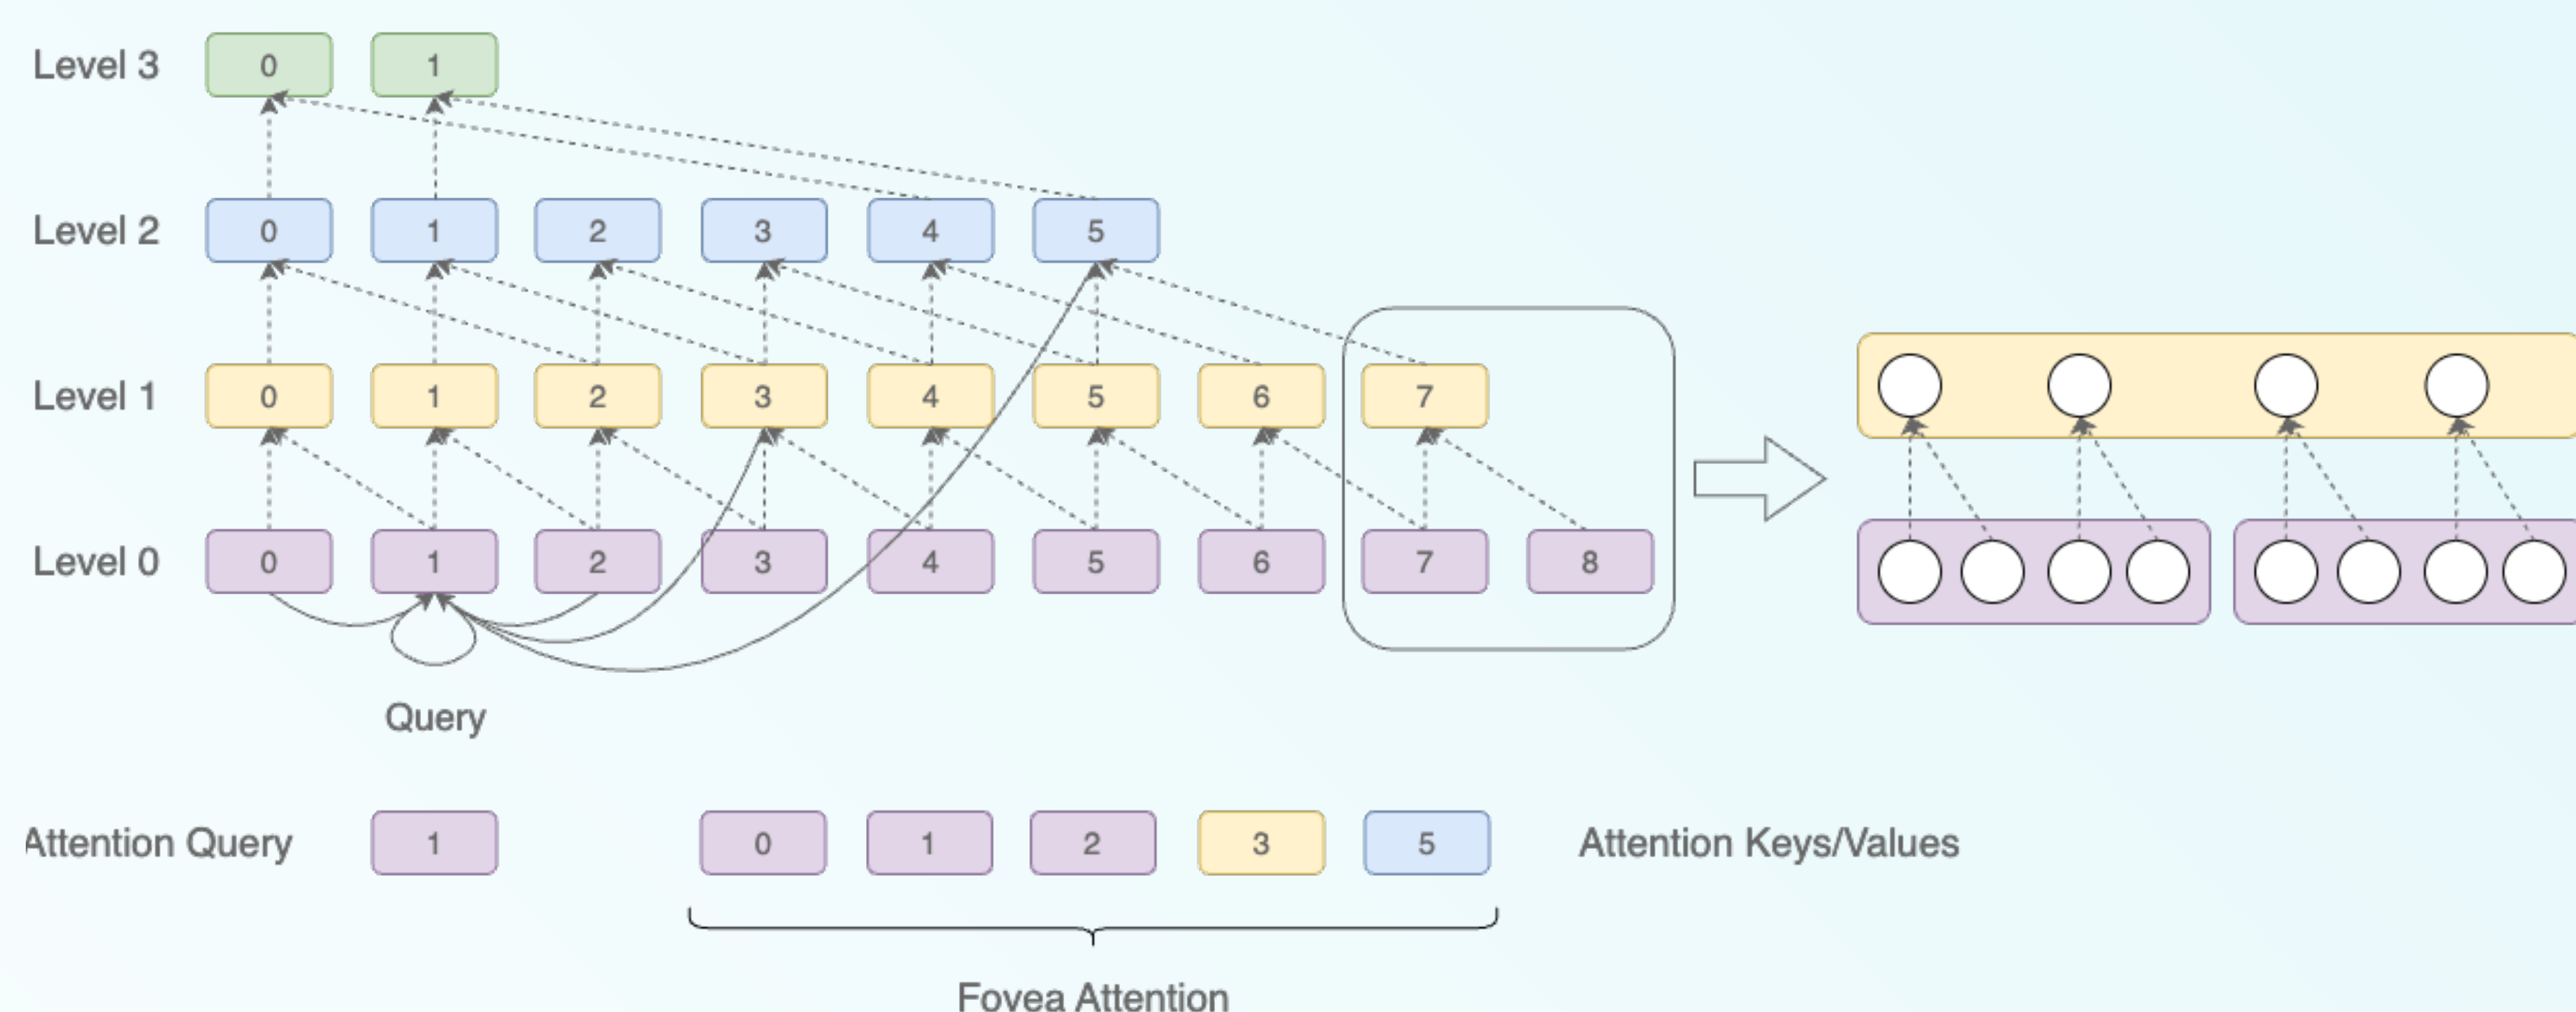 Level 3 0 1
Level 2 0 1 2 3 4 5
Level 1 0 1 2 3 4 5 6 7
Level 0 0 1 2 3 4 5 6 7 8
Query
Attention Query 1 0 1 2 3 5 Attention Keys/Values
Fovea Attention